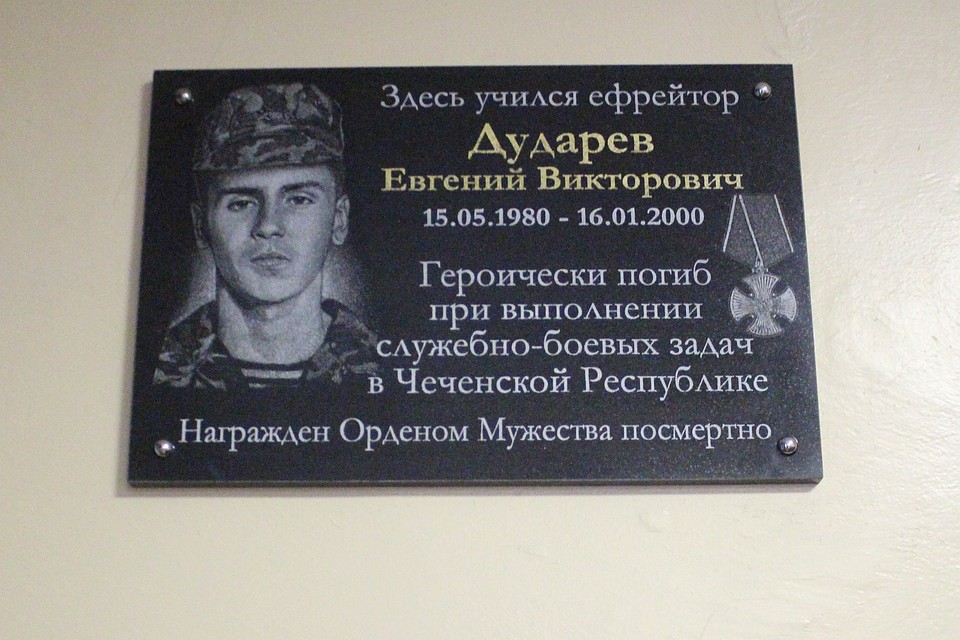 Здесь учился ефрейтор
Дударев
Евгений Викторович
15.05.1980 - 16.01.2000
Героически погиб
при выполнении
служебно-боевых задач
в Чеченской Республике
Награжден Орденом Мужества посмертно